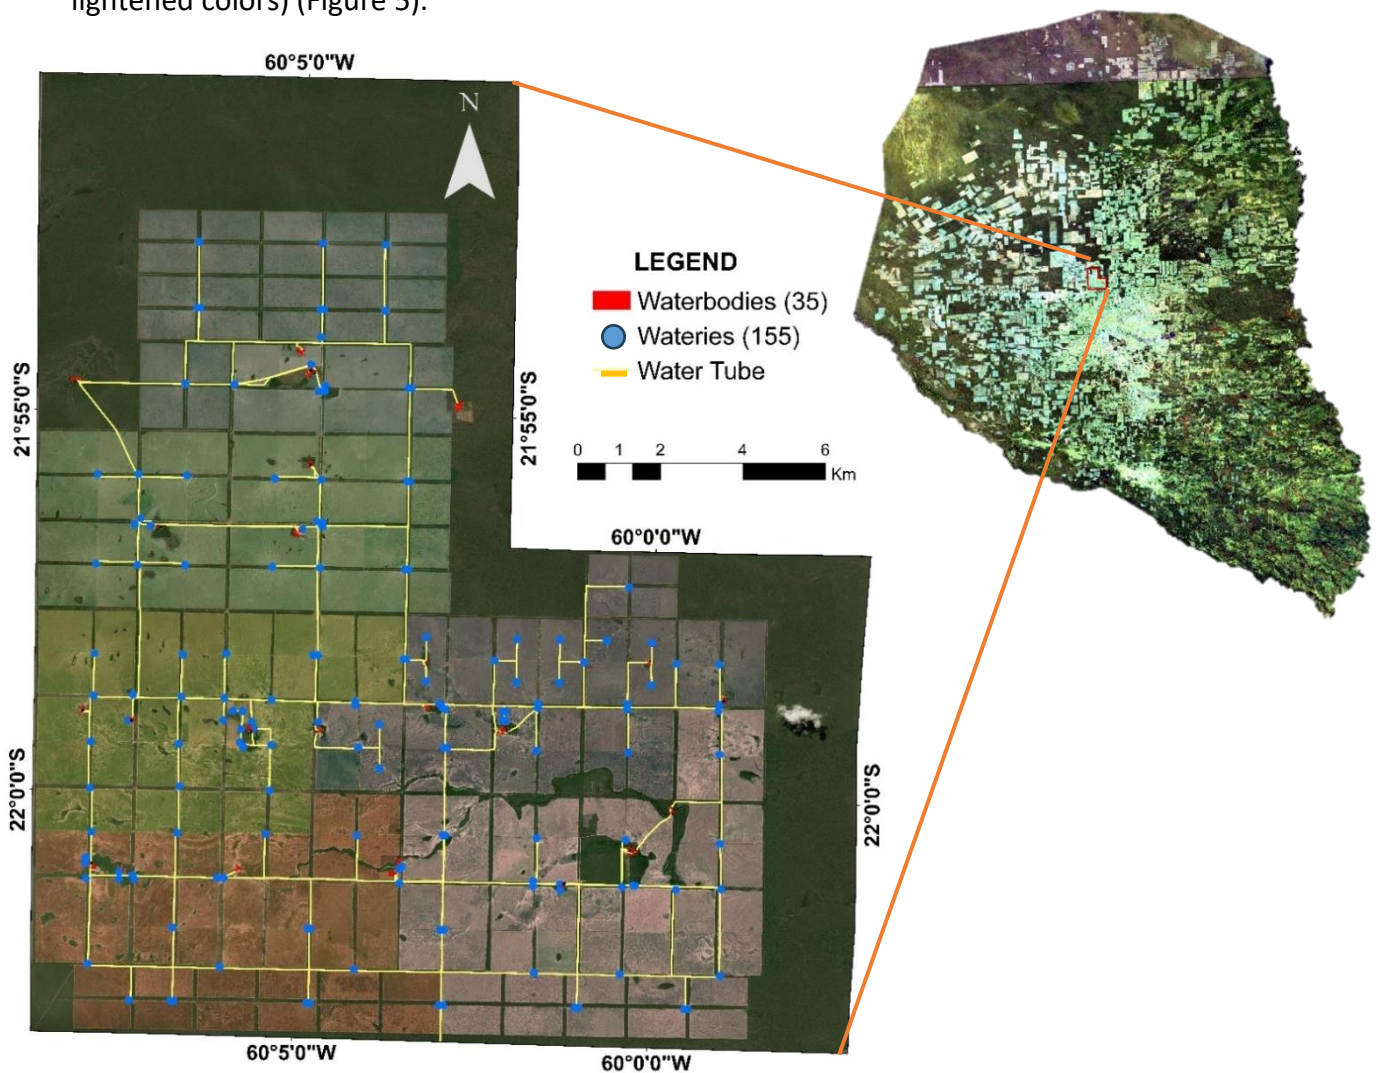 lightened colors) (Figure 5).
60°5'0"W
N
LEGEND
Waterbodies (35)
Wateries (155)
Water Tube
21°55'0"S
21°55'0"S
0 1 2 4 6
Km
60°0'0"W
22°0'0"S
22°0'0"S
60°5'0"W
60°0'0"W